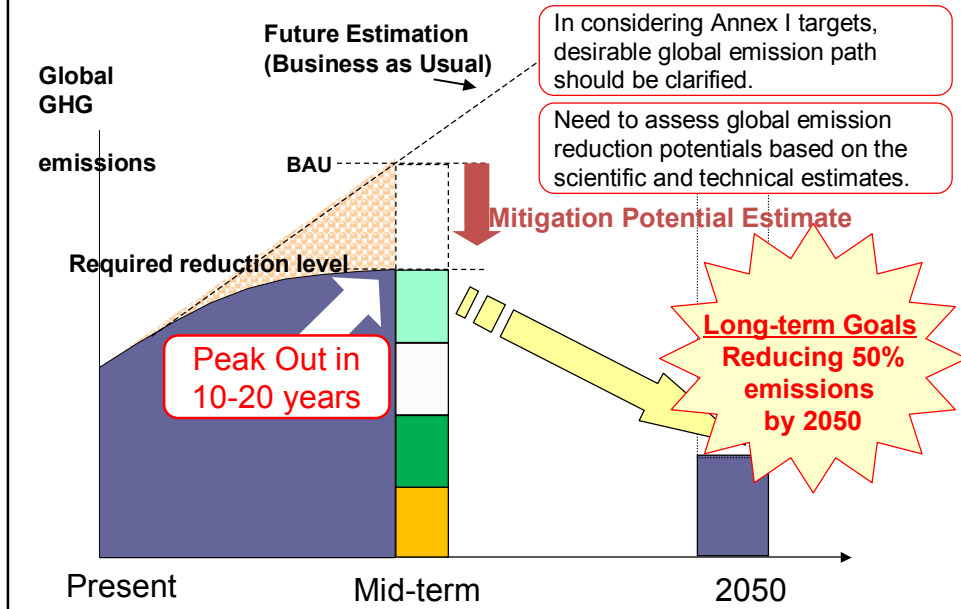 Future Estimation
(Business as Usual)
In considering Annex I targets,
desirable global emission path
should be clarified.
Global
GHG
emissions
Need to assess global emission
reduction potentials based on the
scientific and technical estimates.
BAU
Mitigation Potential Estimate
Required reduction level
Peak Out in
10-20 years
Long-term Goals
Reducing 50%
emissions
by 2050
Present
Mid-term
2050